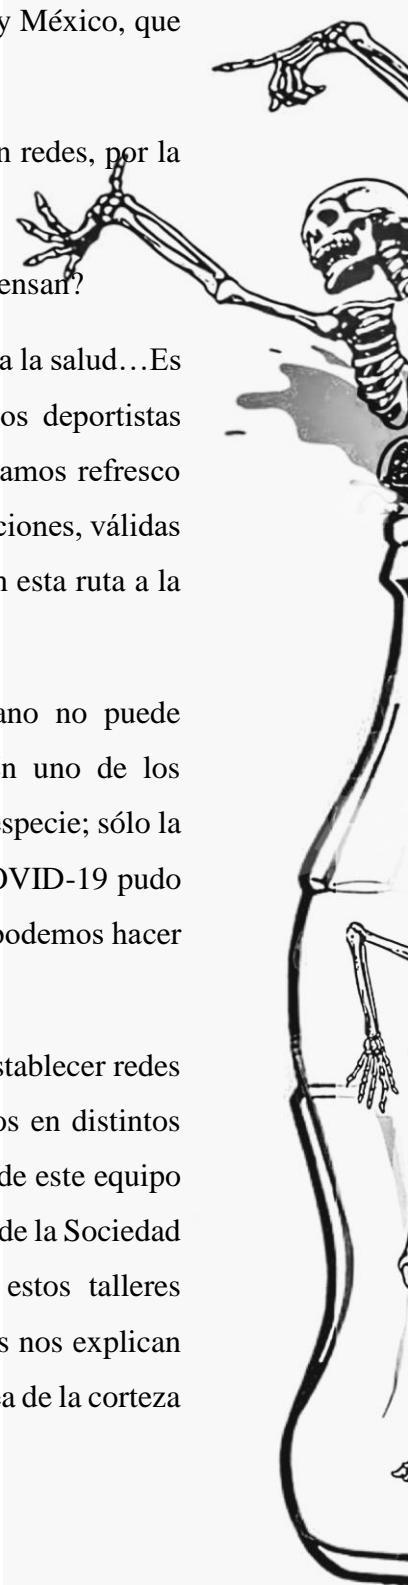 y México, que
n redes, por la
ensan?
a la salud…Es
os deportistas
amos refresco
ciones, válidas
n esta ruta a la
ano no puede
n uno de los
especie; sólo la
OVID-19 pudo
podemos hacer
stablecer redes
os en distintos
de este equipo
de la Sociedad
estos talleres
s nos explican
ea de la corteza